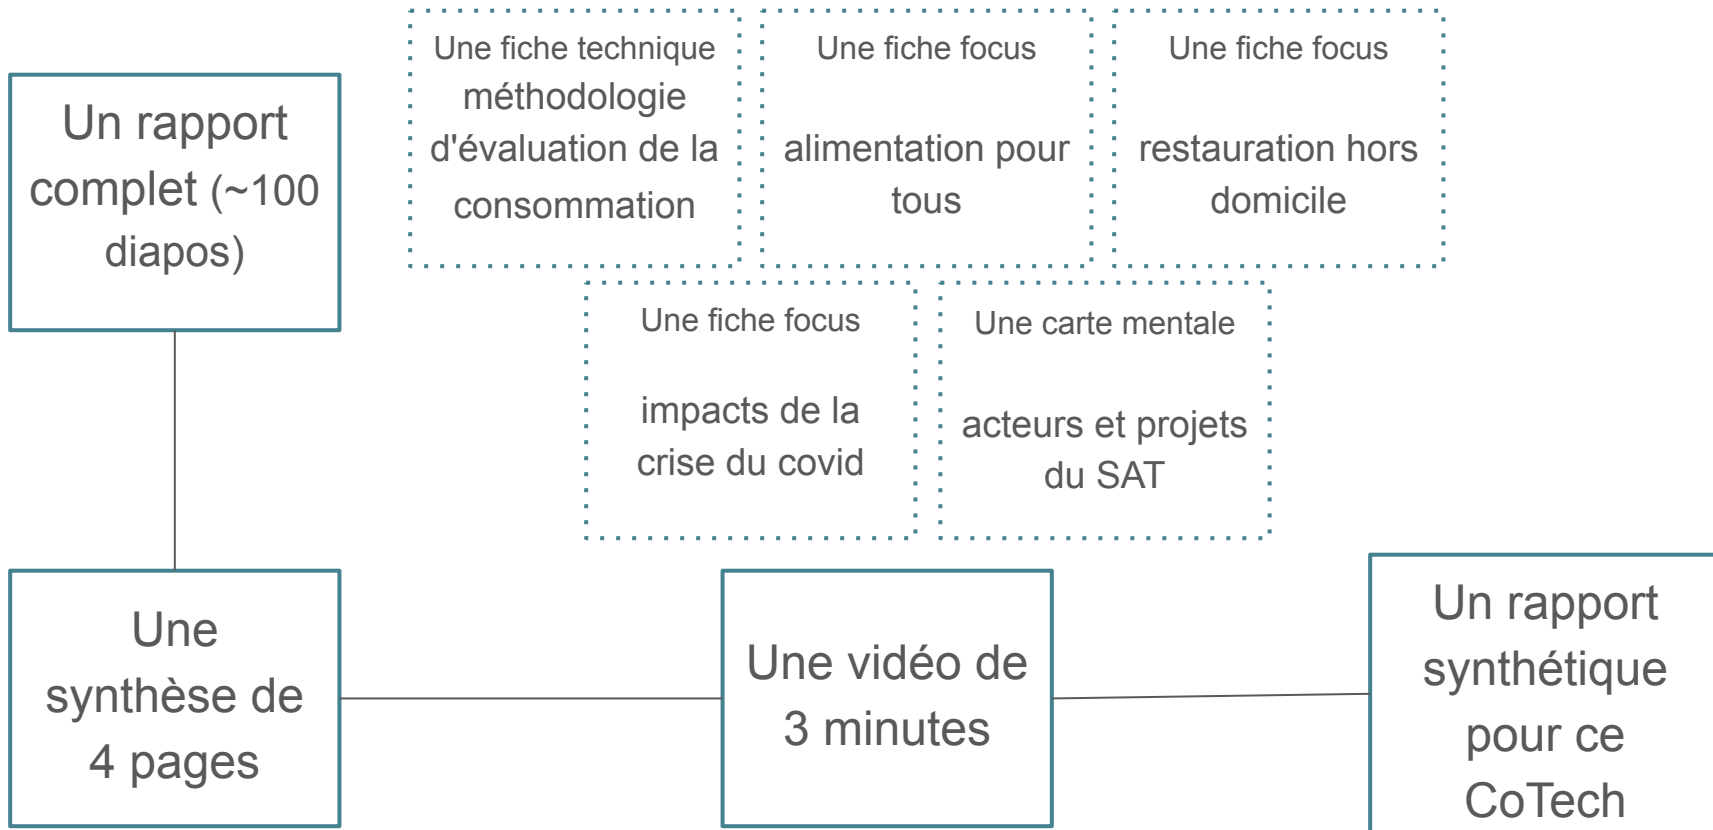 Un rapport
complet (~100
diapos)
Une fiche technique
méthodologie
d'évaluation de la
consommation
Une fiche focus
alimentation pour
tous
Une fiche focus
restauration hors
domicile
Une fiche focus
impacts de la
crise du covid
Une carte mentale
acteurs et projets
du SAT
Une
synthèse de
4 pages
Une vidéo de
3 minutes
Un rapport
synthétique
pour ce
CoTech